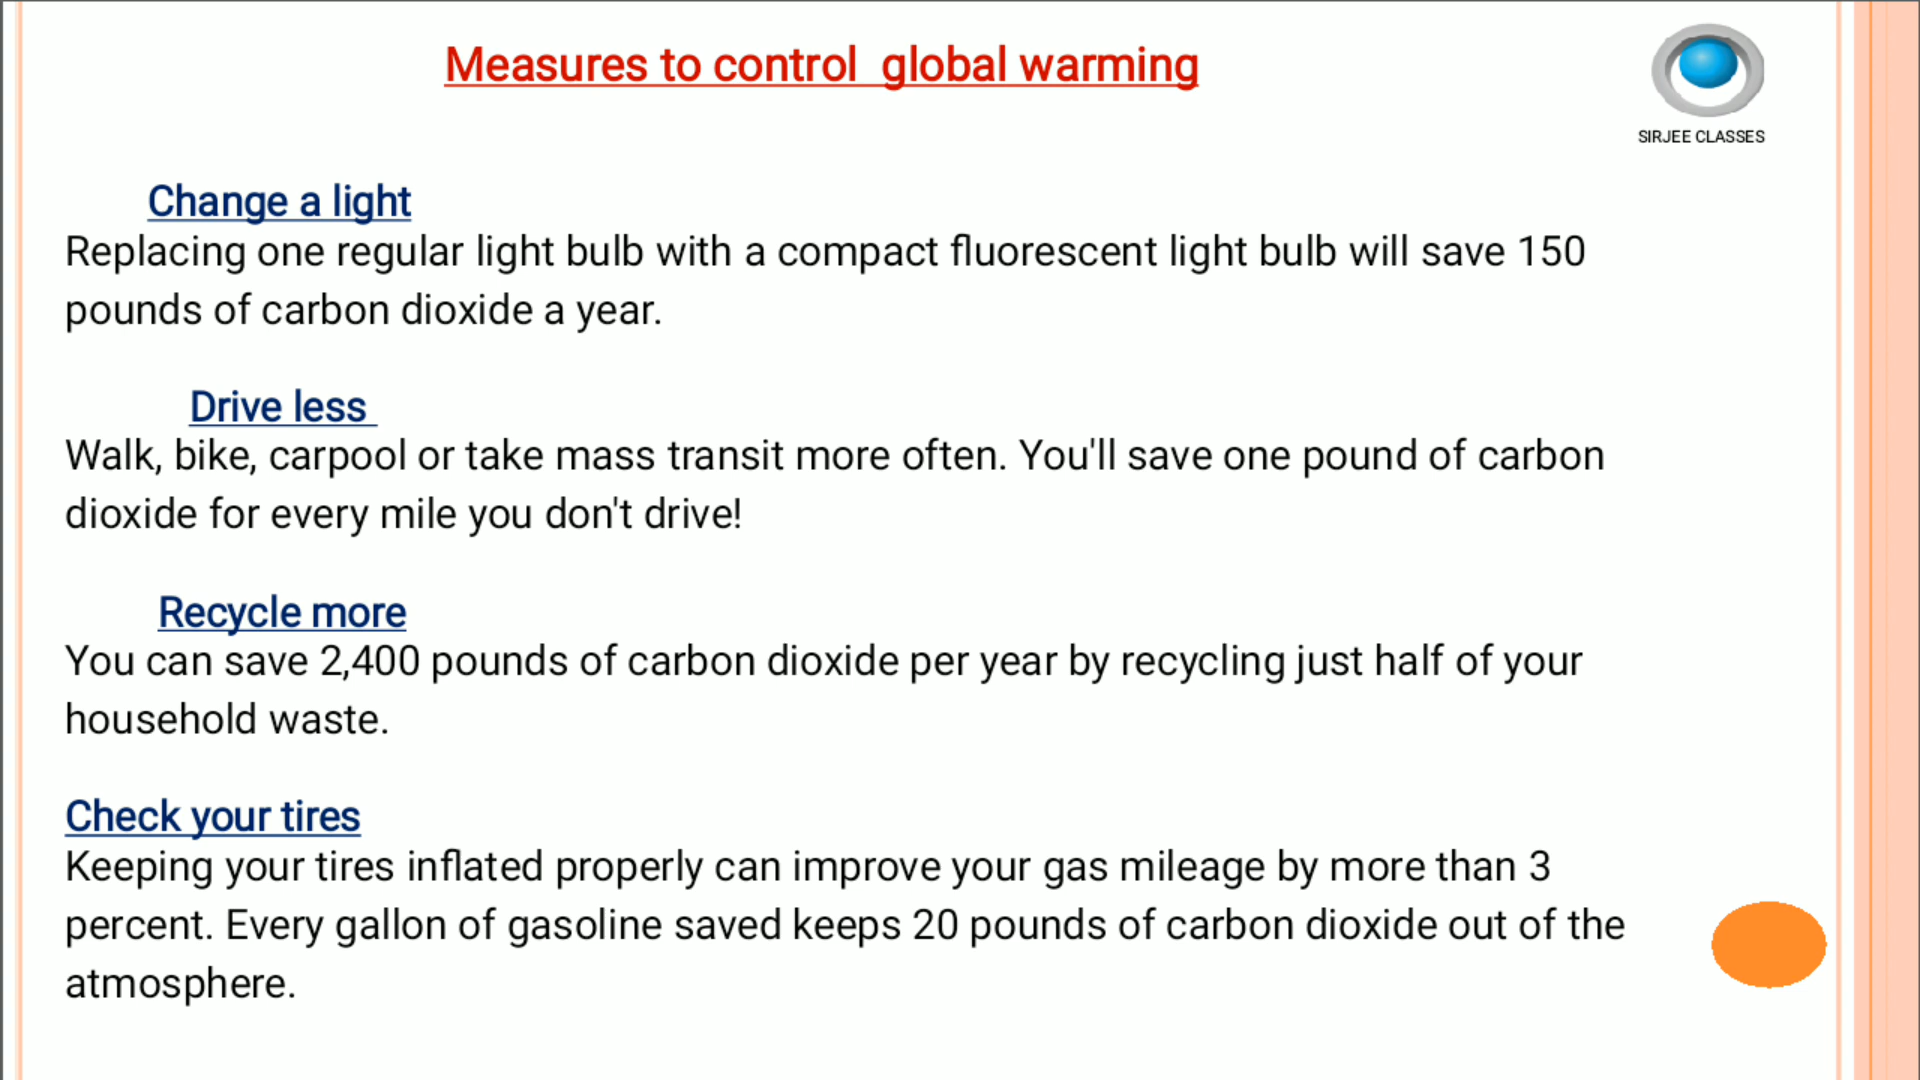 Measures to control  global warming
SIRJEE CLASSES
Change a light
Replacing one regular light bulb with a compact fluorescent light bulb will save 150
pounds of carbon dioxide a year.
Drive less
Walk, bike, carpool or take mass transit more often. You'll save one pound of carbon
dioxide for every mile you don't drive!
Recycle more
You can save 2,400 pounds of carbon dioxide per year by recycling just half of your
household waste.
Check your tires
Keeping your tires inflated properly can improve your gas mileage by more than 3
percent. Every gallon of gasoline saved keeps 20 pounds of carbon dioxide out of the
atmosphere.